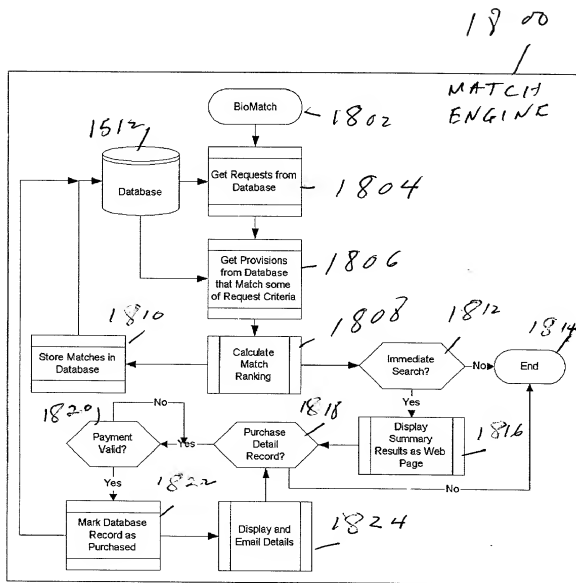 1800
MATCH
ENGINE
BioMatch
1802
1512
Database
Get Requests from
Database
1804
Get Provisions
from Database
that Match some
of Request Criteria
1806
1810
1808
1812
1814
Store Matches in
Database
Calculate
Match
Ranking
Immediate
Search?
No
End
Yes
No
1820
1818
Payment
Valid?
Yes
Purchase
Detail
Record?
Display
Summary
Results as Web
Page
1816
Yes
No
1822
Mark Database
Record as
Purchased
Display and
Email Details
1824